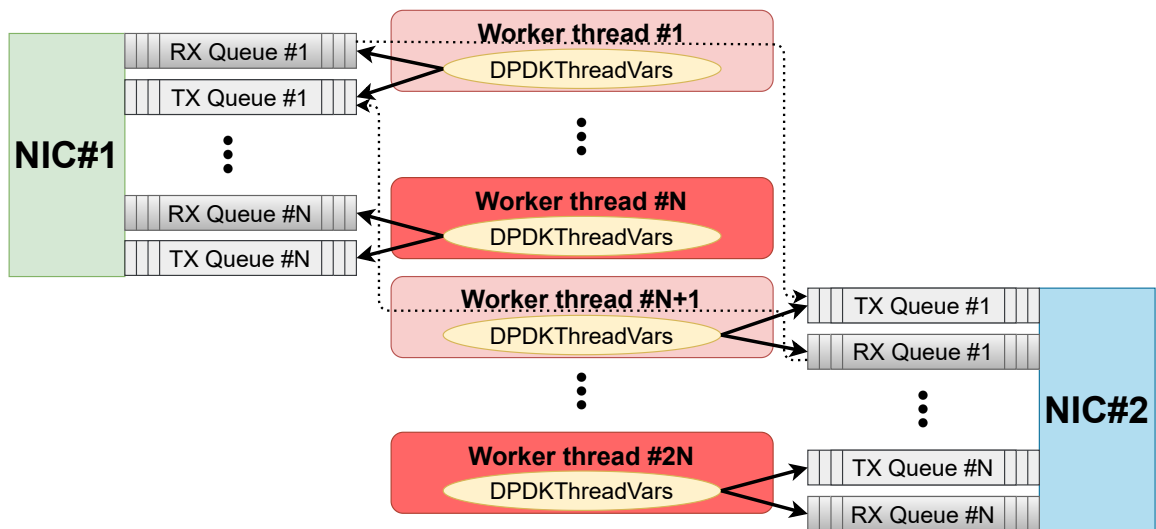 NIC#1
RX Queue #1
TX Queue #1
RX Queue #N
TX Queue #N
Worker thread #1
DPDKThreadVars
Worker thread #N
DPDKThreadVars
Worker thread #N+1
DPDKThreadVars
Worker thread #2N
DPDKThreadVars
TX Queue #1
RX Queue #1
TX Queue #N
RX Queue #N
NIC#2